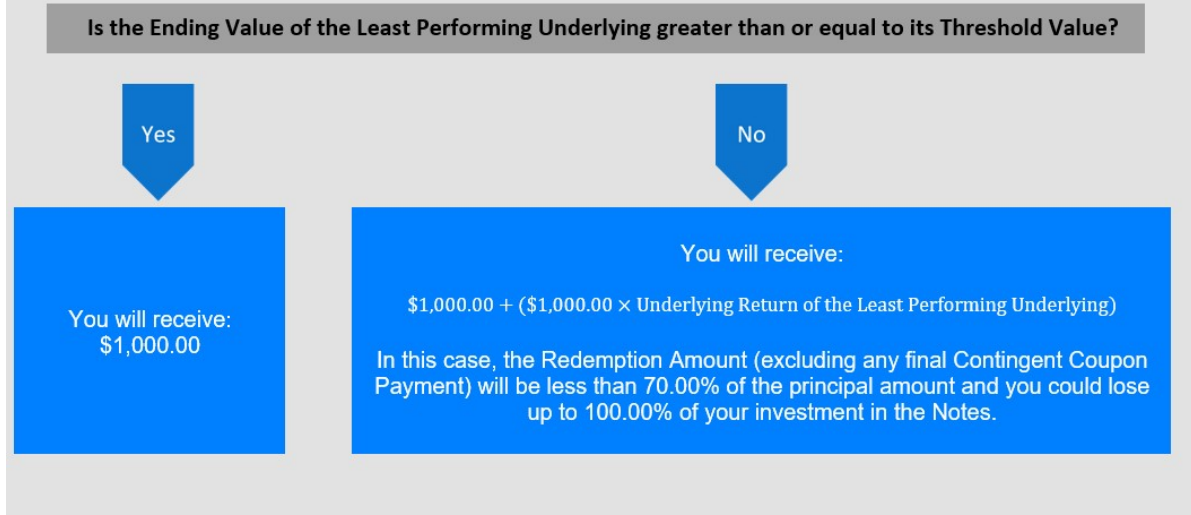 Is the Ending Value of the Least Performing Underlying greater than or equal to its Threshold Value?
Yes
No
You will receive:
$1,000.00
You will receive:
$1,000.00 + ($1,000.00 × Underlying Return of the Least Performing Underlying)
In this case, the Redemption Amount (excluding any final Contingent Coupon
Payment) will be less than 70.00% of the principal amount and you could lose
up to 100.00% of your investment in the Notes.